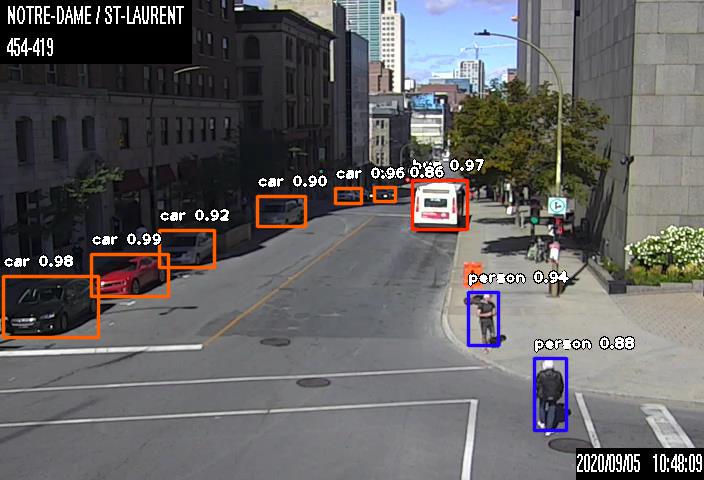 NOTRE-DAME / ST-LAURENT
454-419
bus 0.97
car 0.96
0.86
car 0.90
car 0.92
car 0.99
car 0.98
person 0.94
person 0.88
2020/09/05 10:48:09